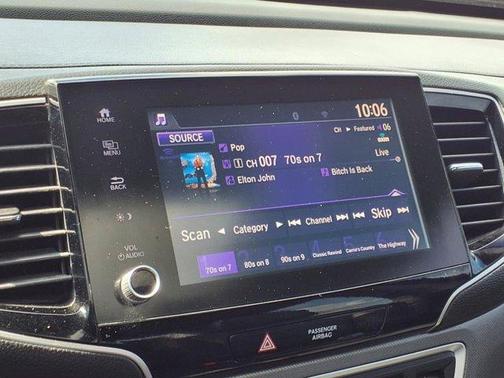 10:06
HOME
SOURCE
CH ► Featured
06
Pop
MENU
1 CH 007 70s on 7
Live
Elton John
Bitch Is Back
BACK
Scan ◄ Category ► |◄◄ Channel ►►| |◄◄ Skip ►►|
VOL
AUDIO
70s on 7
80s on 8
90s on 9
Classic Rewind
Carrie's Country
The Highway
PASSENGER
AIRBAG